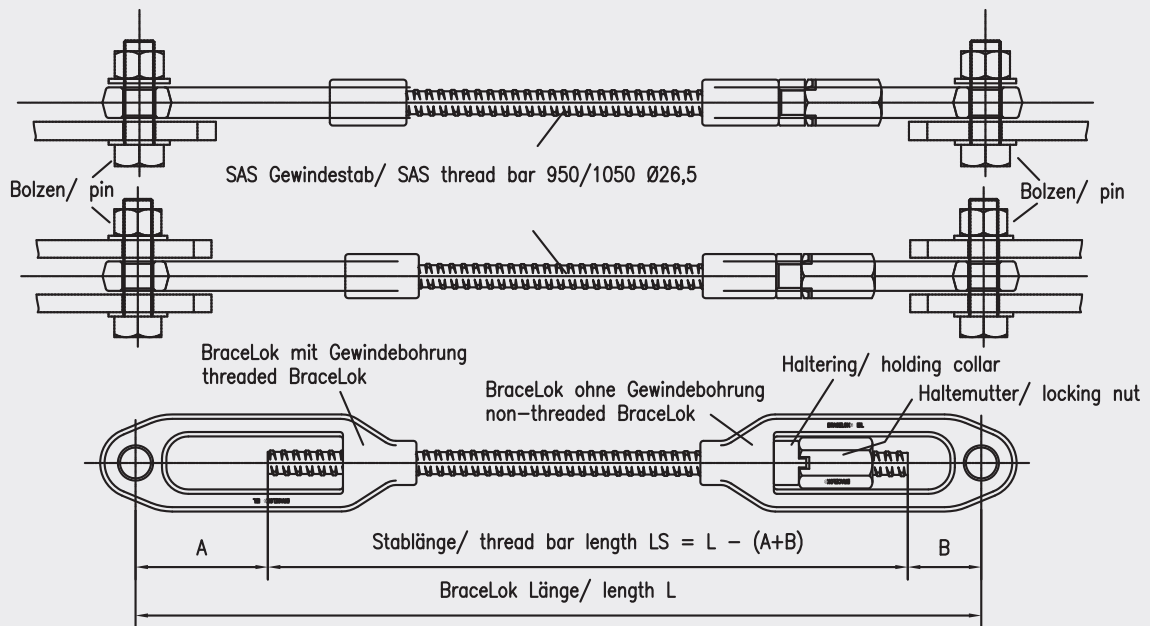 SAS Gewindestab/ SAS thread bar 950/1050 Ø26,5
Bolzen/ pin
Bolzen/ pin
BraceLok mit Gewindebohrung
threaded BraceLok
BraceLok ohne Gewindebohrung
non-threaded BraceLok
Haltering/ holding collar
Haltemutter/ locking nut
A
Stablänge/ thread bar length LS = L - (A+B)
B
BraceLok Länge/ length L